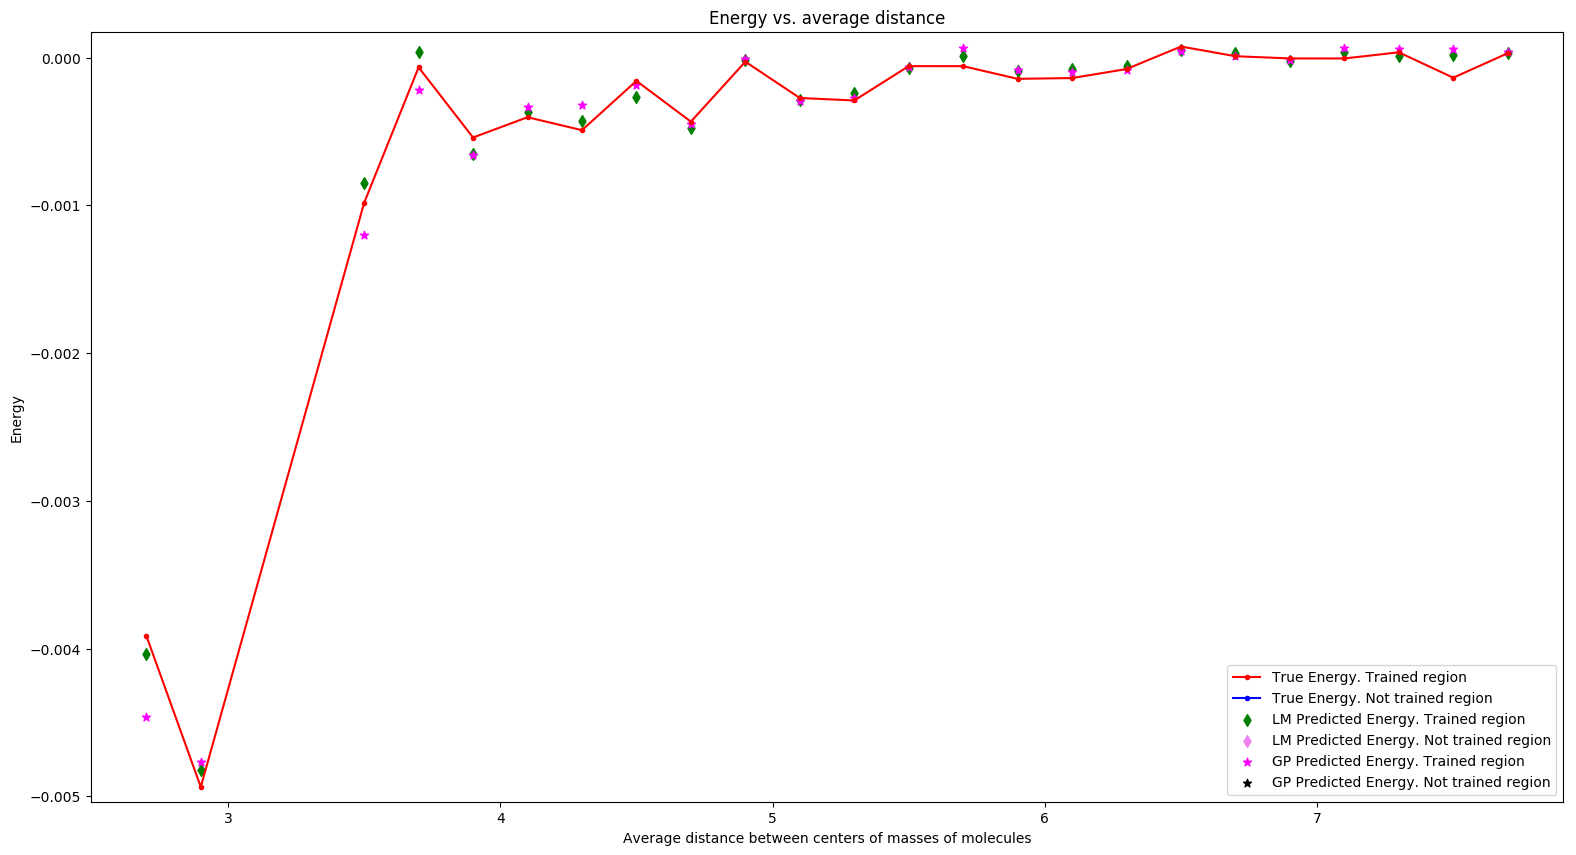 Energy vs. average distance
Energy
0.000
−0.001
−0.002
−0.003
−0.004
−0.005
3 4 5 6 7
Average distance between centers of masses of molecules
True Energy. Trained region
True Energy. Not trained region
LM Predicted Energy. Trained region
LM Predicted Energy. Not trained region
GP Predicted Energy. Trained region
GP Predicted Energy. Not trained region